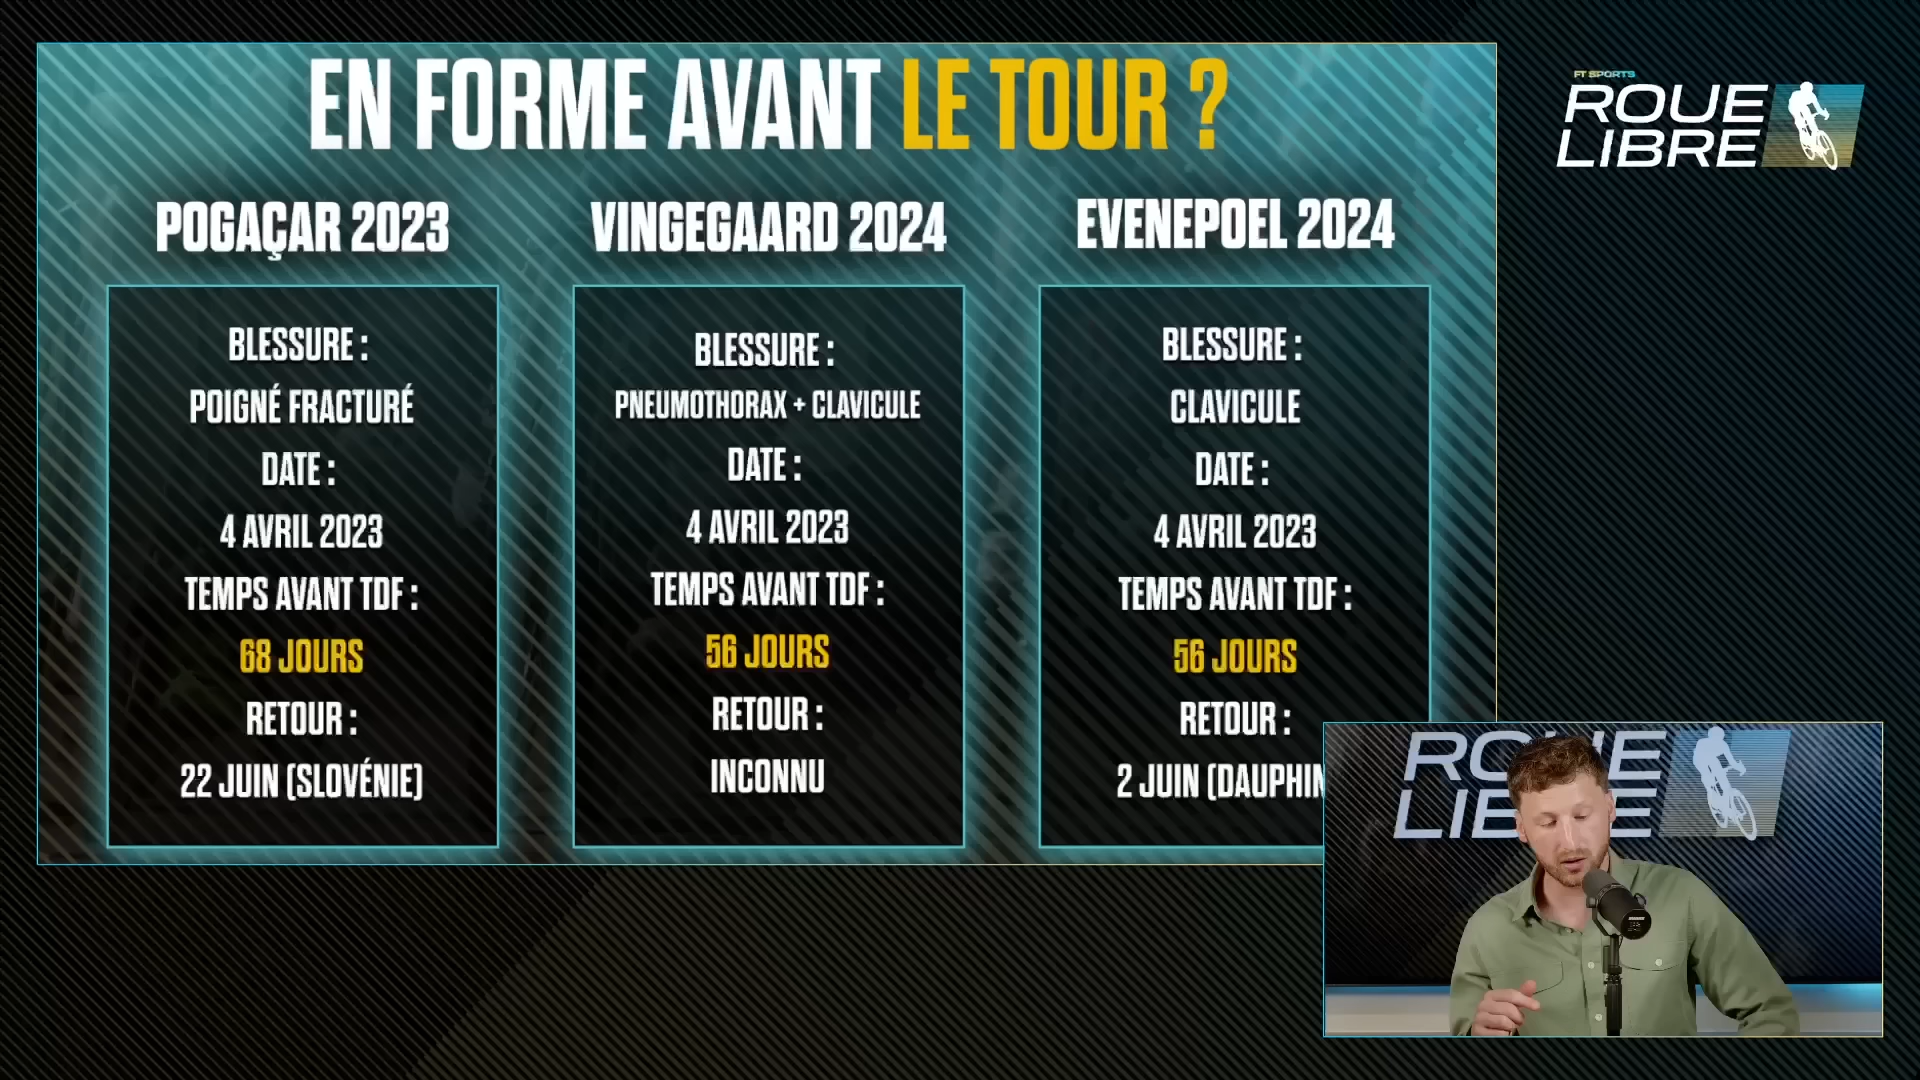 EN FORME AVANT LE TOUR ?
FT SPORTS
ROUE
LIBRE
POGAÇAR 2023
BLESSURE :
POIGNÉ FRACTURÉ
DATE :
4 AVRIL 2023
TEMPS AVANT TDF :
68 JOURS
RETOUR :
22 JUIN (SLOVÉNIE)
VINGEGAARD 2024
BLESSURE :
PNEUMOTHORAX + CLAVICULE
DATE :
4 AVRIL 2023
TEMPS AVANT TDF :
56 JOURS
RETOUR :
INCONNU
EVENEPOEL 2024
BLESSURE :
CLAVICULE
DATE :
4 AVRIL 2023
TEMPS AVANT TDF :
56 JOURS
RETOUR :
2 JUIN (DAUPHIN